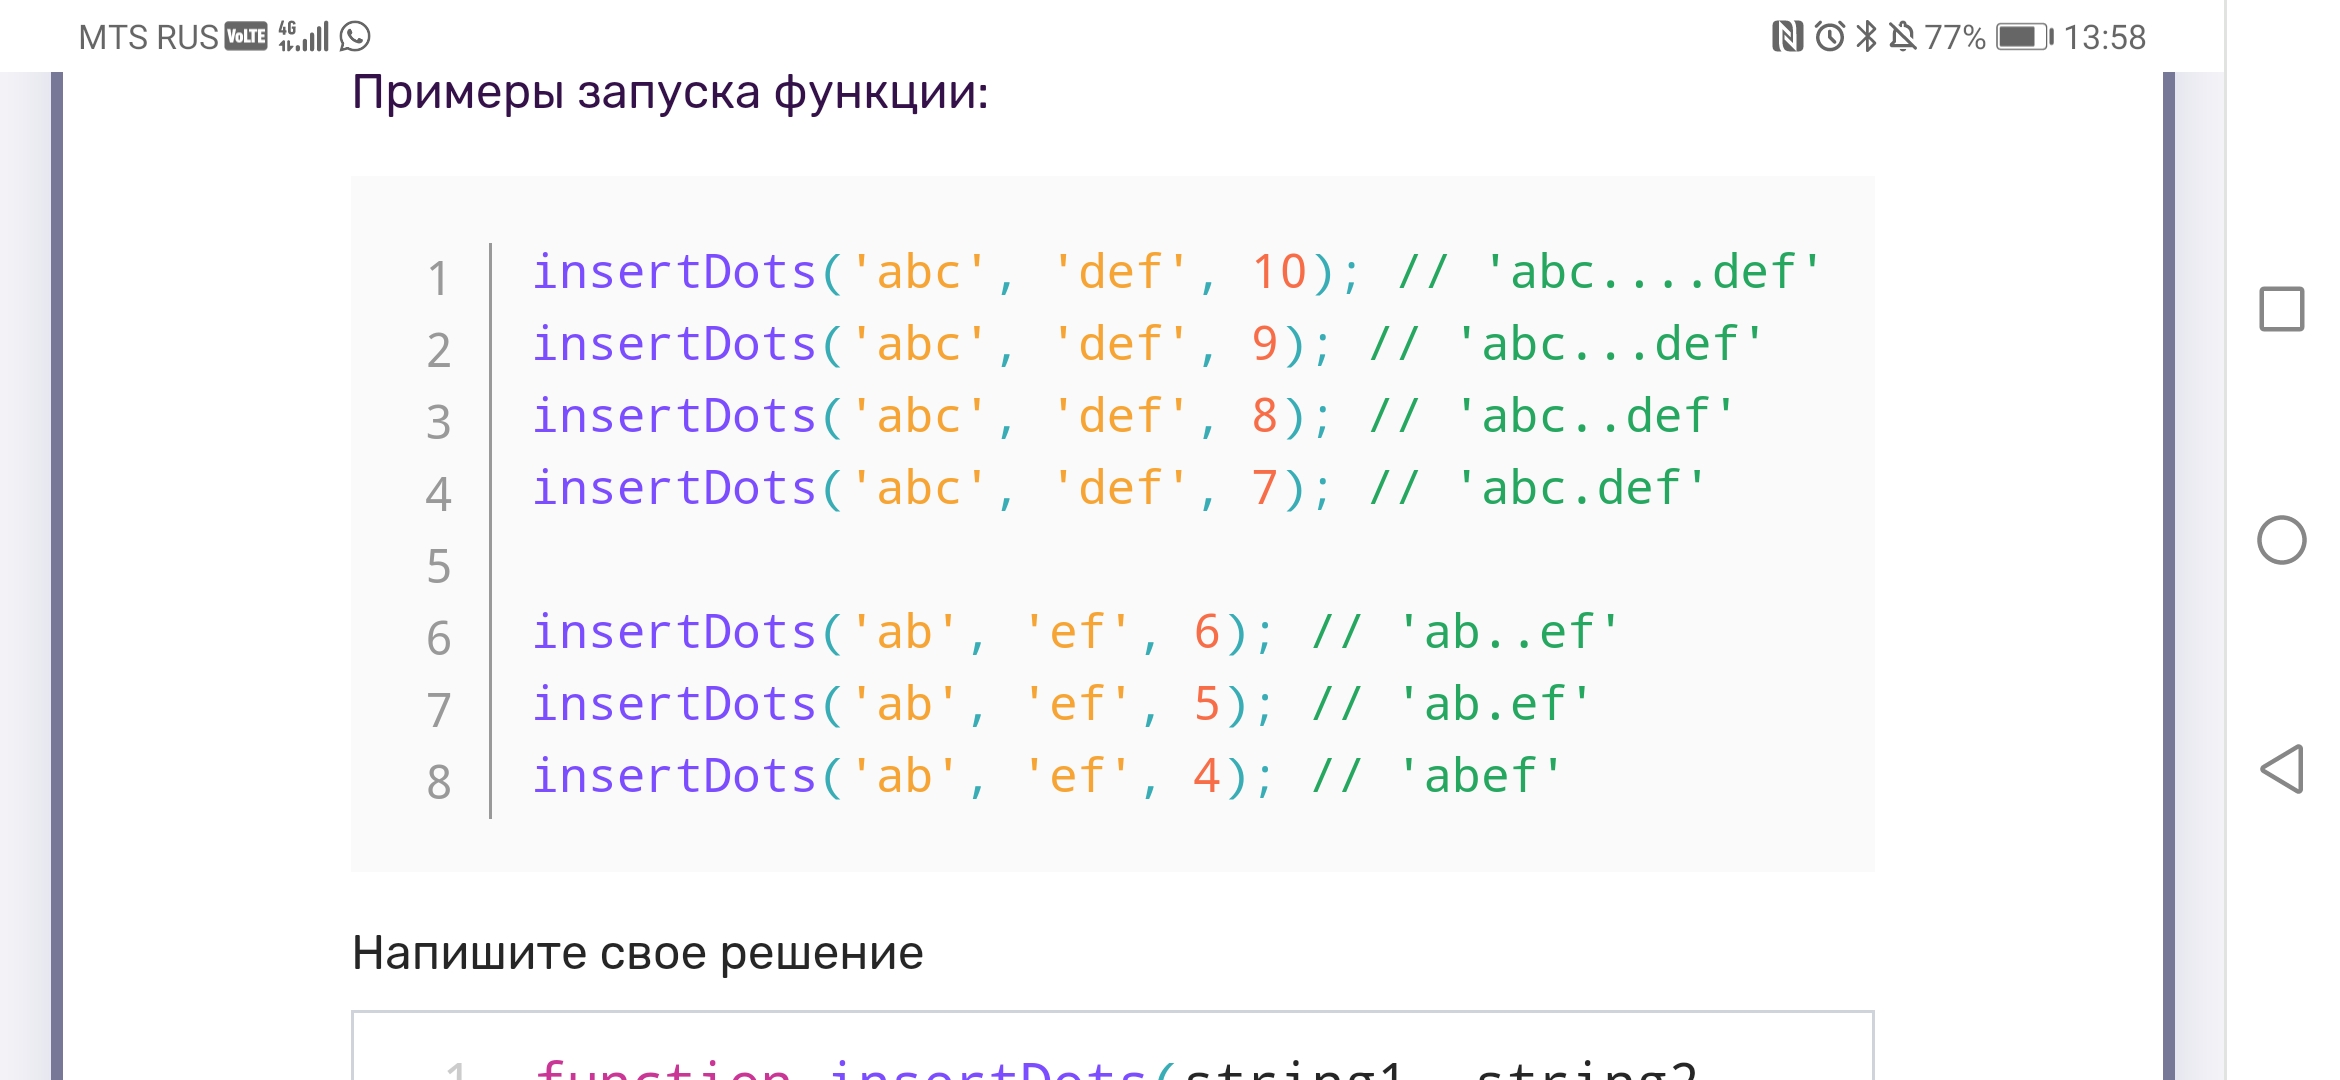 MTS RUS VoLTE 4G 77% 13:58
Примеры запуска функции:
1 insertDots('abc', 'def', 10); // 'abc....def'
2 insertDots('abc', 'def', 9); // 'abc...def'
3 insertDots('abc', 'def', 8); // 'abc..def'
4 insertDots('abc', 'def', 7); // 'abc.def'
5
6 insertDots('ab', 'ef', 6); // 'ab..ef'
7 insertDots('ab', 'ef', 5); // 'ab.ef'
8 insertDots('ab', 'ef', 4); // 'abef'
Напишите свое решение
1 function insertDots(string1, string2